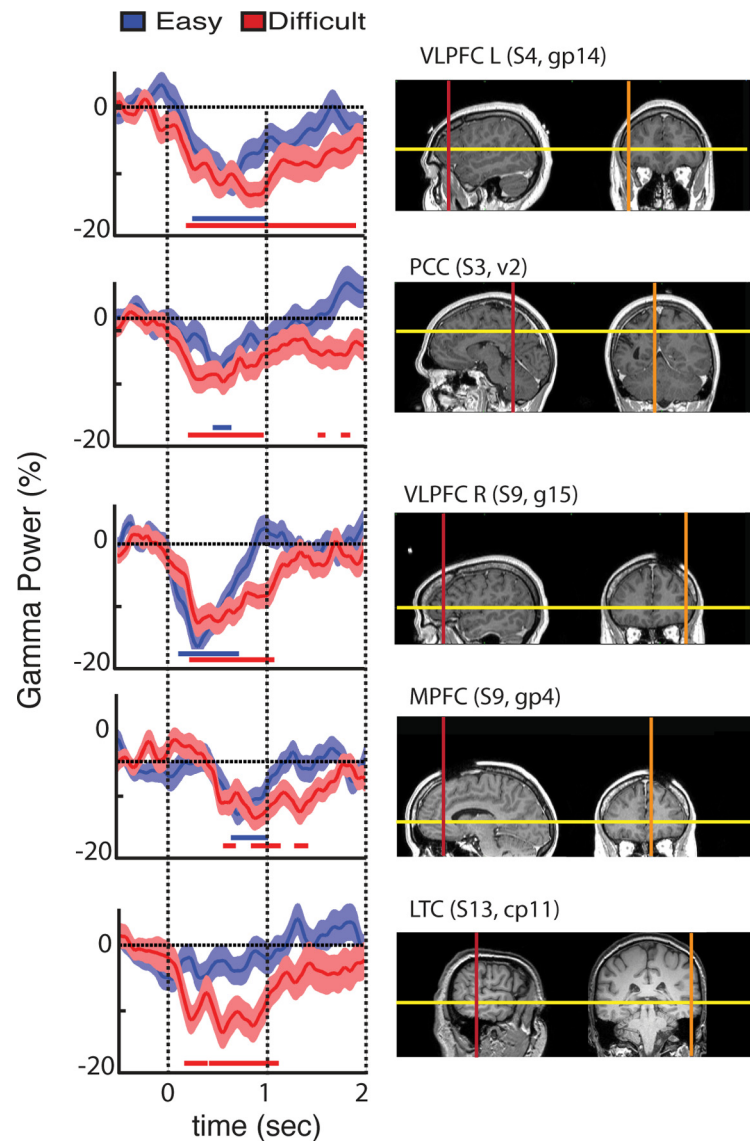 Easy Difficult
VLPFC L (S4, gp14)
0
-20
PCC (S3, v2)
0
-20
VLPFC R (S9, g15)
0
-20
MPFC (S9, gp4)
0
-20
LTC (S13, cp11)
0
-20
0 1 2
time (sec)
Gamma Power (%)